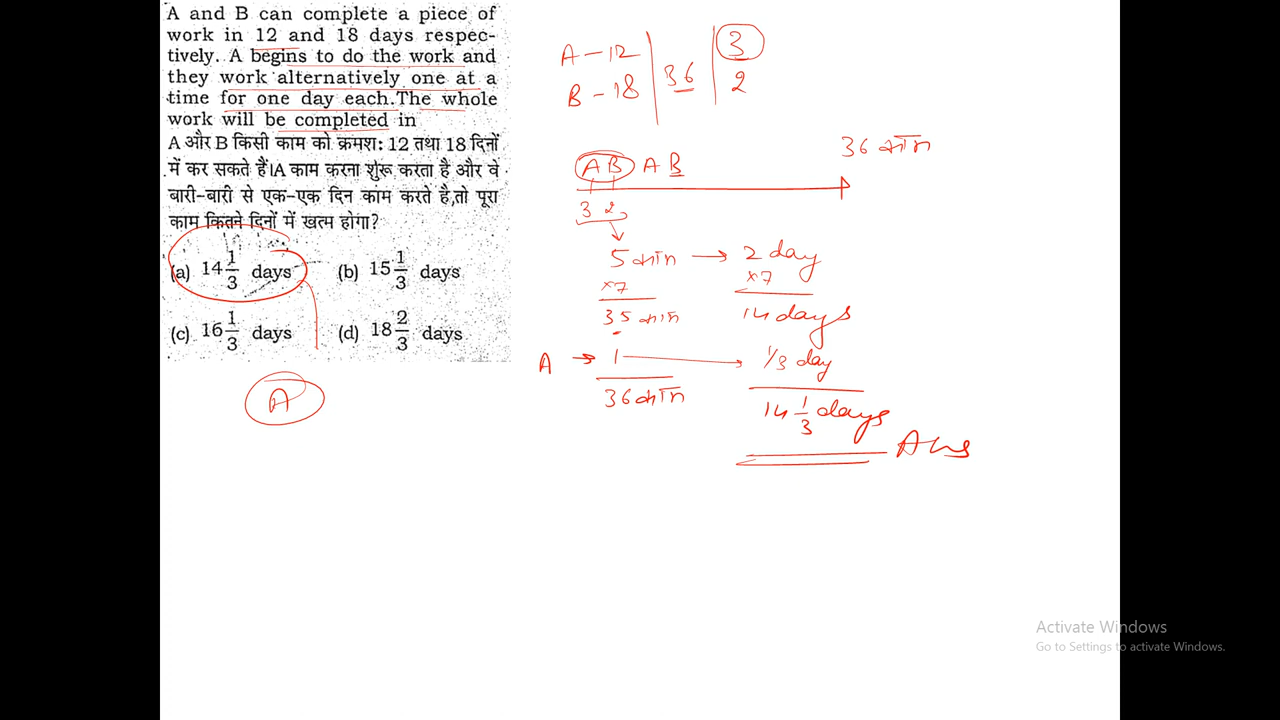 A and B can complete a piece of
work in 12 and 18 days respec-
tively. A begins to do the work and
they work alternatively one at a
time for one day each.The whole
work will be completed in
A और B किसी काम को क्रमश: 12 तथा 18 दिनों
में कर सकते हैं।A काम करना शुरू करता है और वे
बारी-बारी से एक-एक दिन काम करते है,तो पूरा
काम कितने दिनों में खत्म होगा?
(a) 14 1/3 days (b) 15 1/3 days
(c) 16 1/3 days (d) 18 2/3 days
A
A - 12 | 36 | 3
B - 18 | 2
36 काम
A B A B
3 2
5 काम → 2 day
×7 ×7
35 काम 14 days
A → 1 1/3 day
36 काम 14 1/3 days
Ans
Activate Windows
Go to Settings to activate Windows.